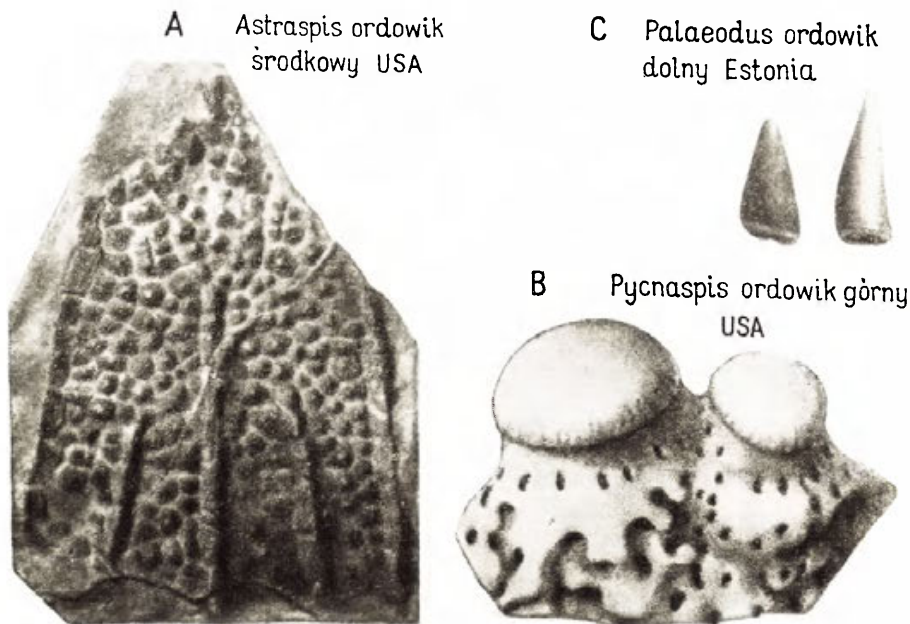 A Astraspis ordowik
środkowy USA
C Palaeodus ordowik
dolny Estonia
B Pycnaspis ordowik górny
USA